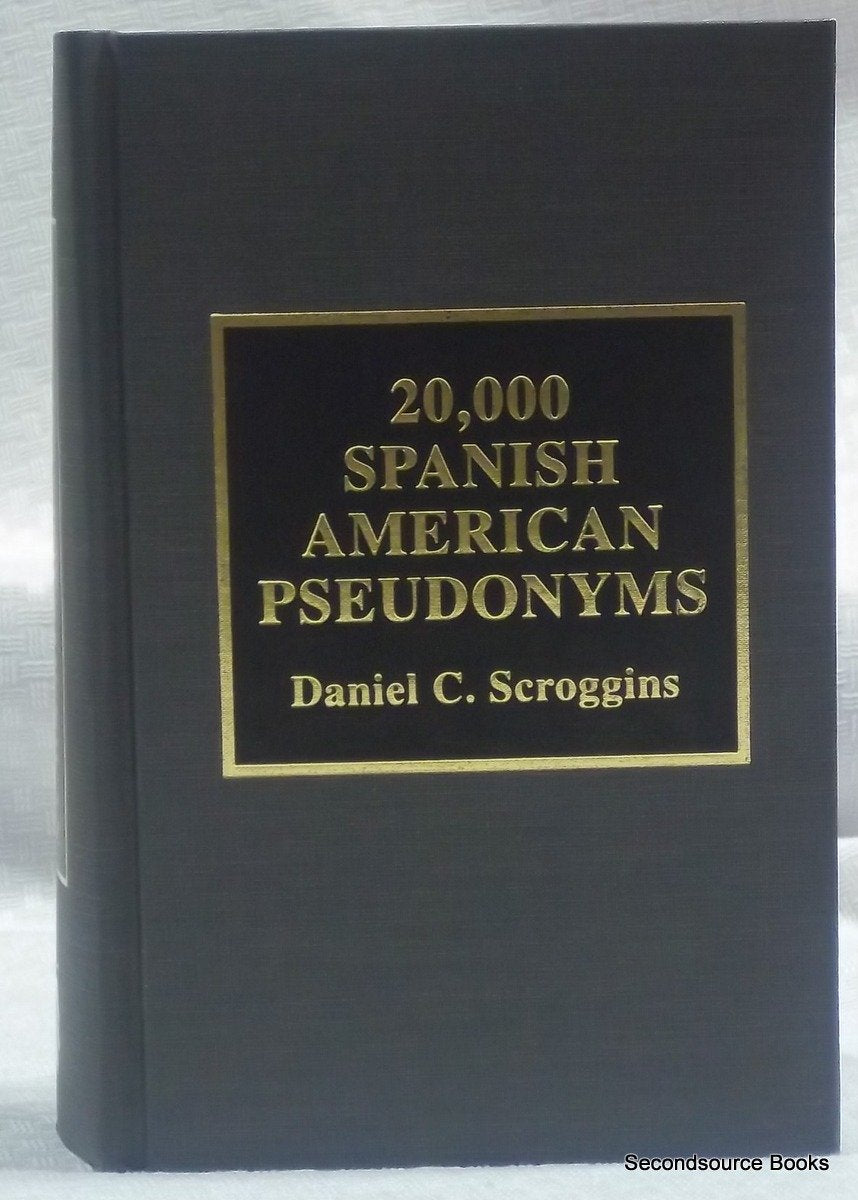 20,000
SPANISH
AMERICAN
PSEUDONYMS
Daniel C. Scroggins
Secondsource Books